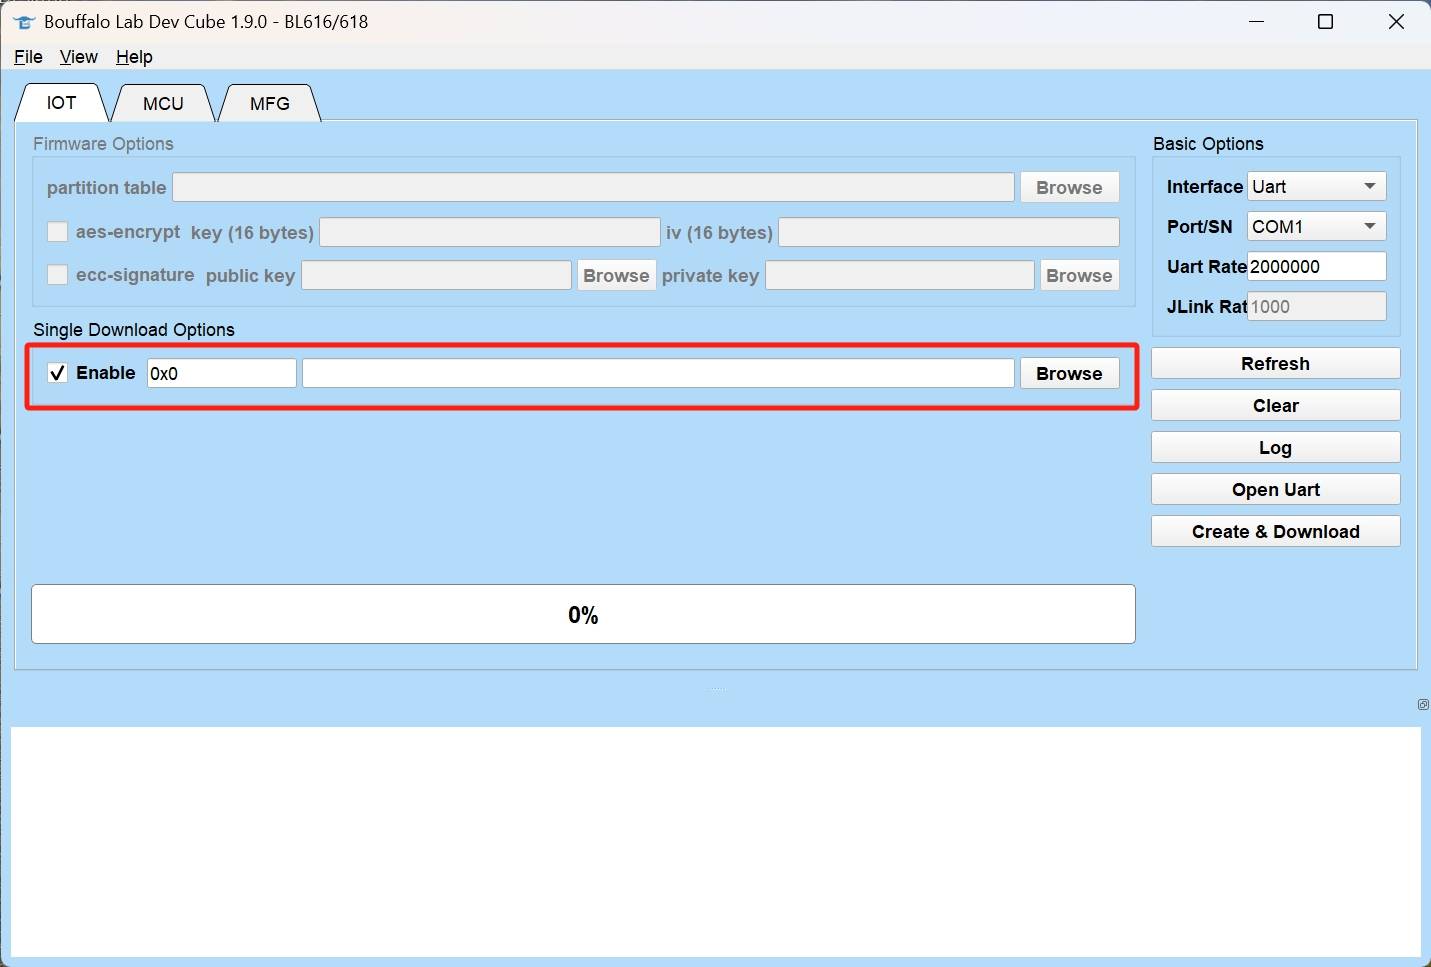 Bouffalo Lab Dev Cube 1.9.0 - BL616/618
File View Help
IOT MCU MFG
Firmware Options
partition table Browse
aes-encrypt key (16 bytes) iv (16 bytes)
ecc-signature public key Browse private key Browse
Single Download Options
Enable 0x0 Browse
0%
Basic Options
Interface Uart
Port/SN COM1
Uart Rate 2000000
JLink Rat 1000
Refresh
Clear
Log
Open Uart
Create & Download